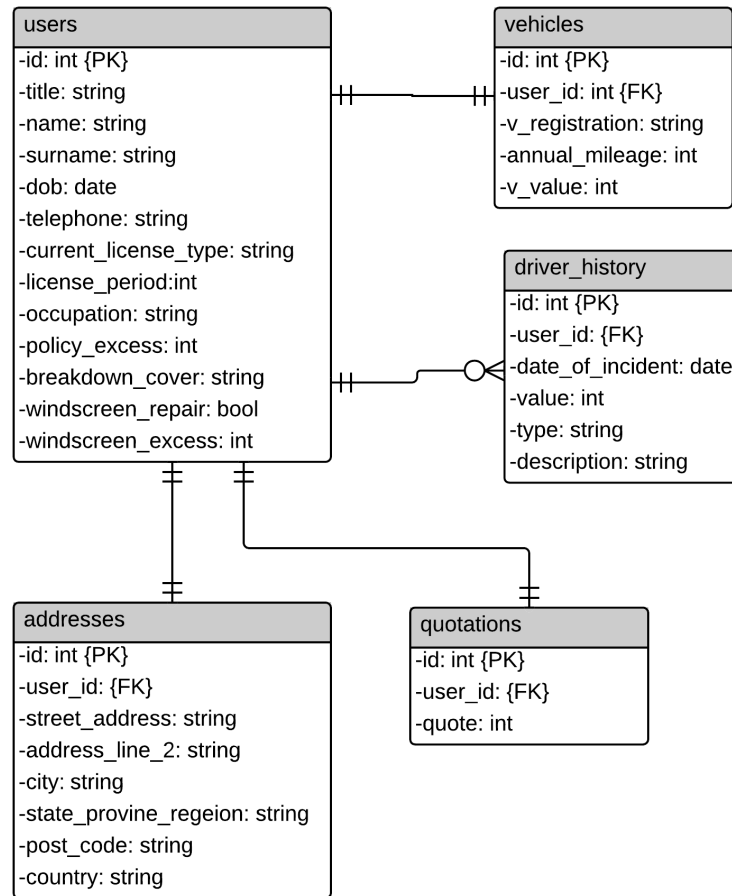 users
-id: int {PK}
-title: string
-name: string
-surname: string
-dob: date
-telephone: string
-current_license_type: string
-license_period:int
-occupation: string
-policy_excess: int
-breakdown_cover: string
-windscreen_repair: bool
-windscreen_excess: int
vehicles
-id: int {PK}
-user_id: int {FK}
-v_registration: string
-annual_mileage: int
-v_value: int
driver_history
-id: int {PK}
-user_id: {FK}
-date_of_incident: date
-value: int
-type: string
-description: string
addresses
-id: int {PK}
-user_id: {FK}
-street_address: string
-address_line_2: string
-city: string
-state_provine_regeion: string
-post_code: string
-country: string
quotations
-id: int {PK}
-user_id: {FK}
-quote: int